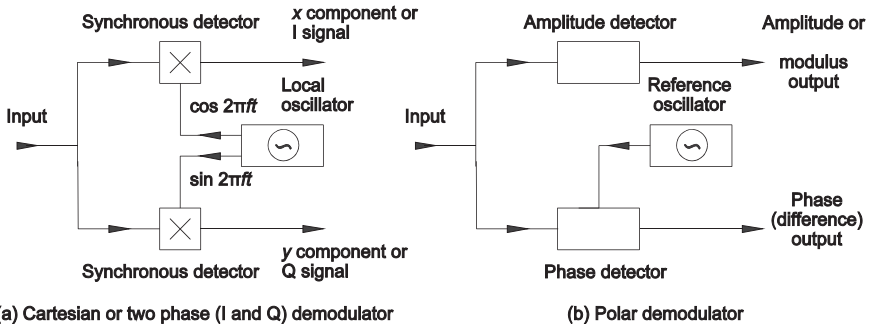 Synchronous detector
x component or
I signal
Input
cos 2πft
Local
oscillator
sin 2πft
y component or
Q signal
Synchronous detector
(a) Cartesian or two phase (I and Q) demodulator
Amplitude detector
Amplitude or
modulus
output
Reference
oscillator
Input
Phase
(difference)
output
Phase detector
(b) Polar demodulator